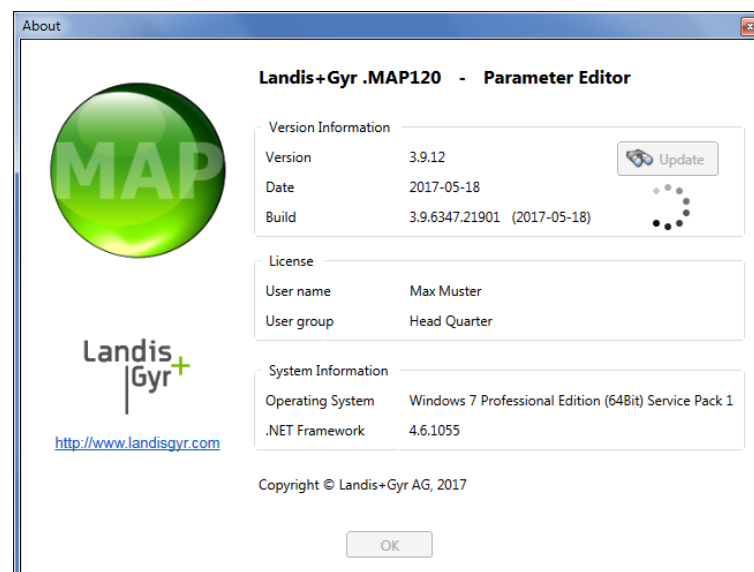 About
Landis+Gyr .MAP120 - Parameter Editor
MAP
Version Information
Version 3.9.12
Update
Date 2017-05-18
Build 3.9.6347.21901 (2017-05-18)
License
User name Max Muster
User group Head Quarter
Landis+
Gyr
http://www.landisgyr.com
System Information
Operating System Windows 7 Professional Edition (64Bit) Service Pack 1
.NET Framework 4.6.1055
Copyright © Landis+Gyr AG, 2017
OK